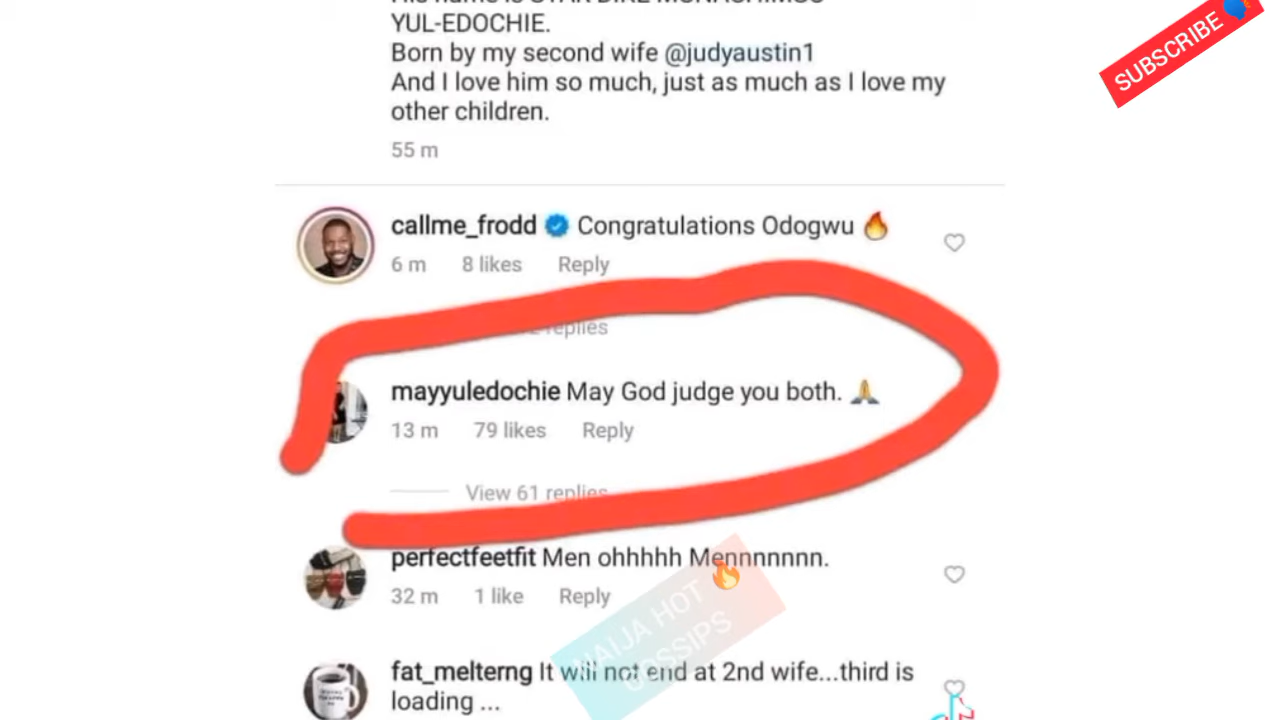 YUL-EDOCHIE.
Born by my second wife @judyaustin1
And I love him so much, just as much as I love my
other children.
55 m
SUBSCRIBE
callme_frodd Congratulations Odogwu 🔥
6 m 8 likes Reply
replies
mayyuledochie May God judge you both. 🙏
13 m 79 likes Reply
View 61 replies
perfectfeetfit Men ohhhhh Mennnnnnn.
32 m 1 like Reply
NAIJA HOT 🔥
GOSSIPS
fat_melterng It will not end at 2nd wife...third is
loading ...